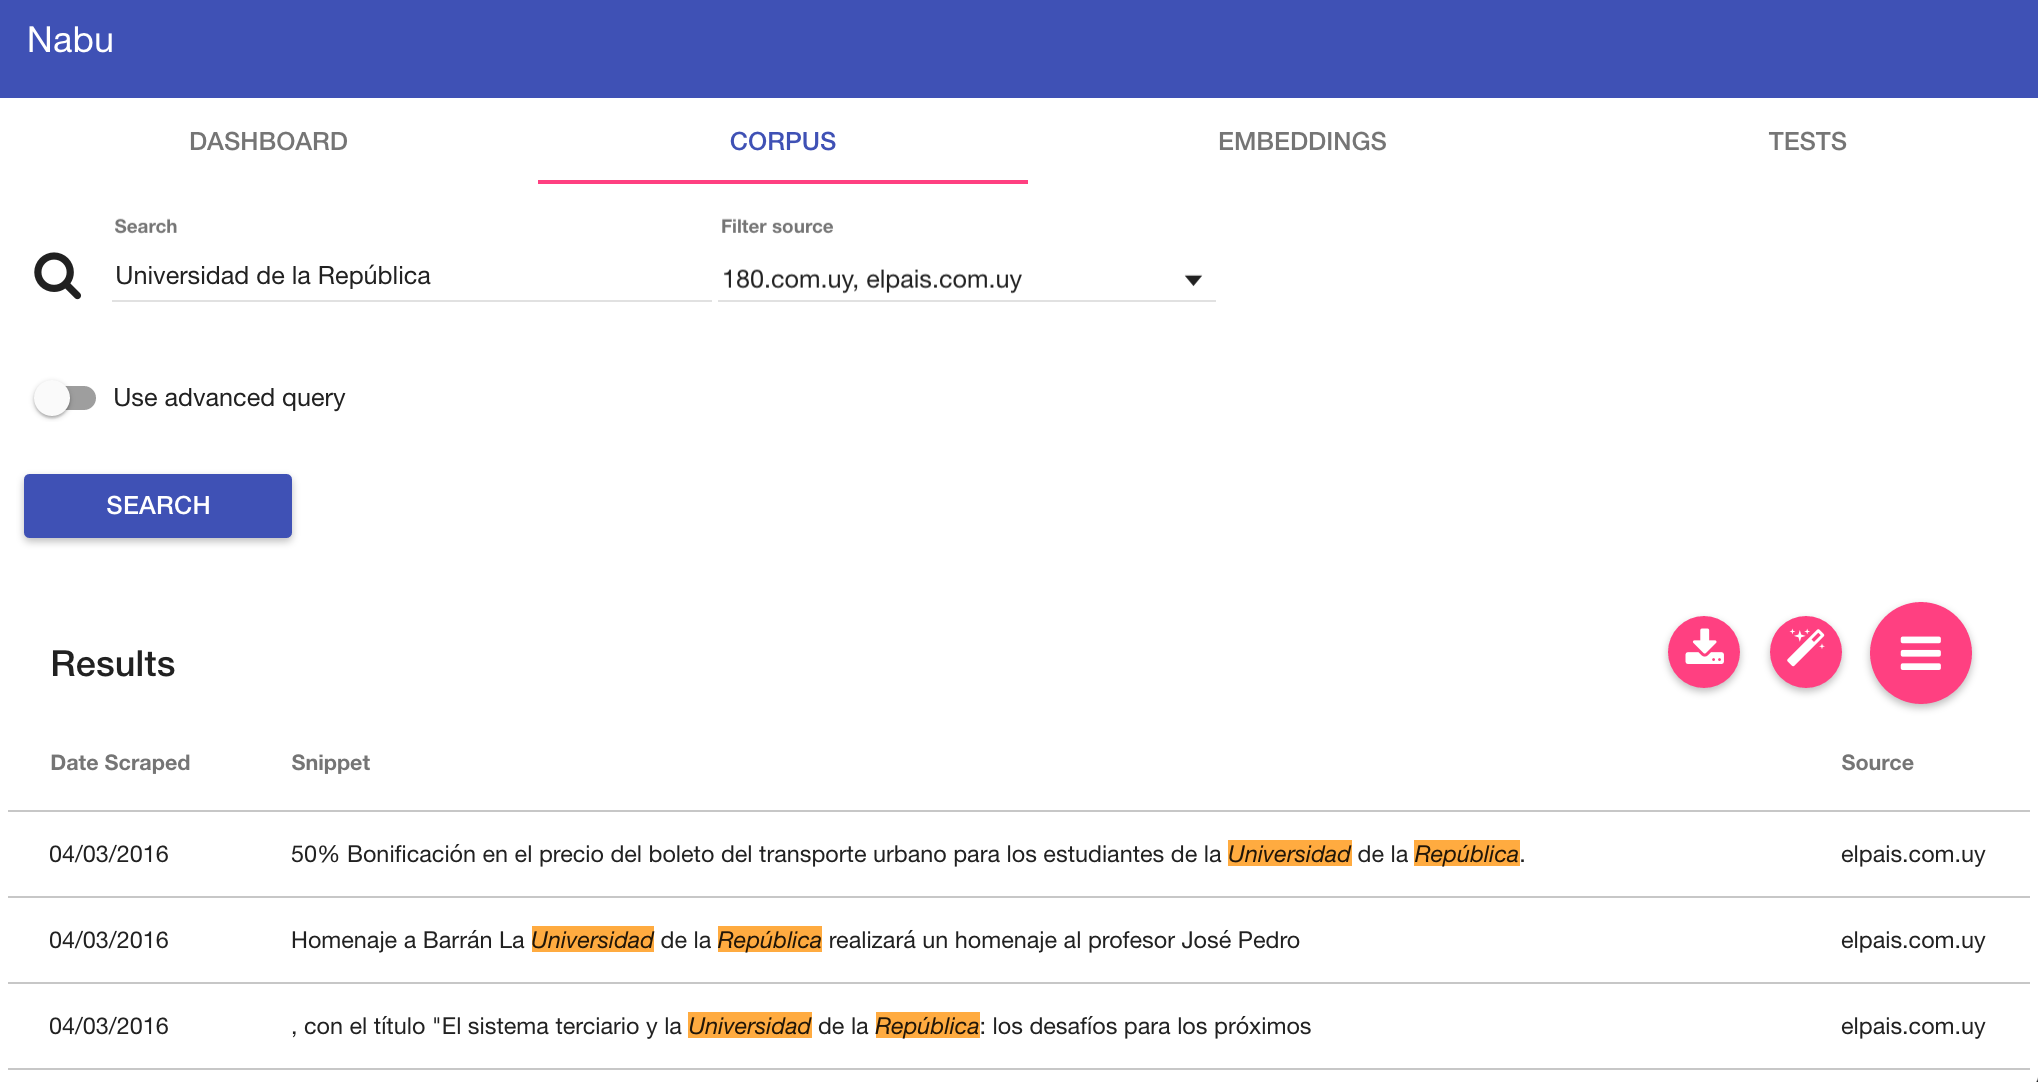 Nabu
DASHBOARD CORPUS EMBEDDINGS TESTS
Search Filter source
Universidad de la República 180.com.uy, elpais.com.uy
Use advanced query
SEARCH
Results
Date Scraped Snippet Source
04/03/2016 50% Bonificación en el precio del boleto del transporte urbano para los estudiantes de la Universidad de la República. elpais.com.uy
04/03/2016 Homenaje a Barrán La Universidad de la República realizará un homenaje al profesor José Pedro elpais.com.uy
04/03/2016 , con el título "El sistema terciario y la Universidad de la República: los desafíos para los próximos elpais.com.uy